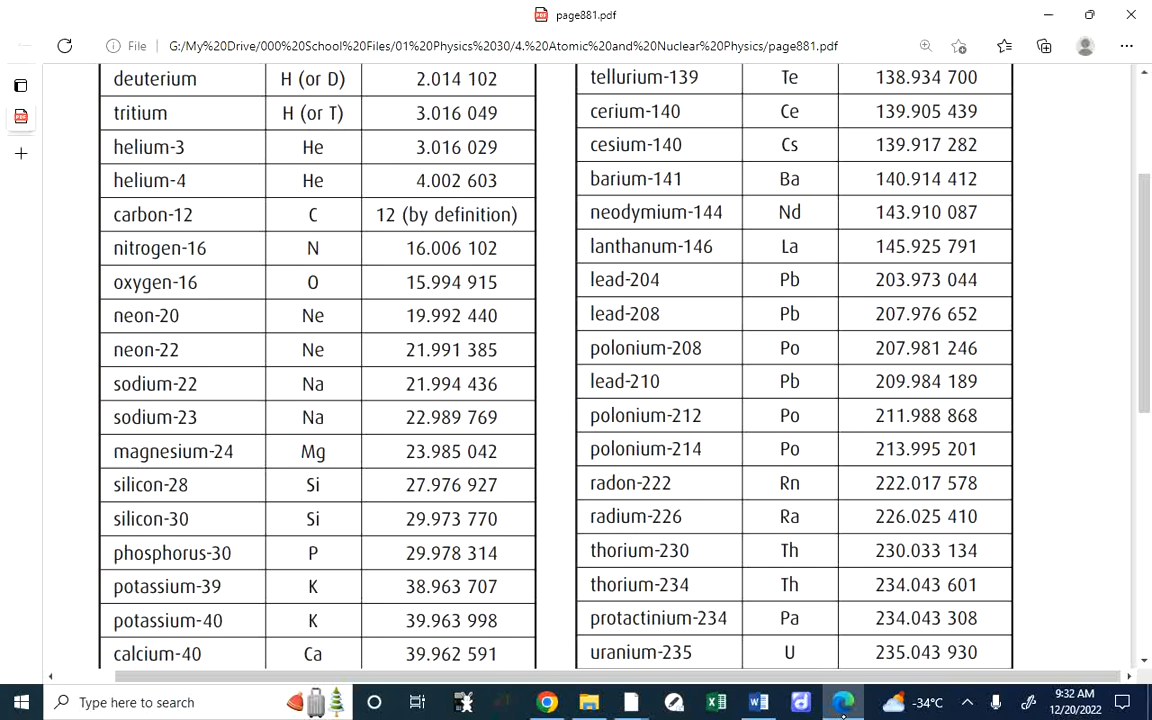 page881.pdf
File G:/My%20Drive/000%20School%20Files/01%20Physics%2030/4.%20Atomic%20and%20Nuclear%20Physics/page881.pdf
deuterium H (or D) 2.014 102
tritium H (or T) 3.016 049
helium-3 He 3.016 029
helium-4 He 4.002 603
carbon-12 C 12 (by definition)
nitrogen-16 N 16.006 102
oxygen-16 O 15.994 915
neon-20 Ne 19.992 440
neon-22 Ne 21.991 385
sodium-22 Na 21.994 436
sodium-23 Na 22.989 769
magnesium-24 Mg 23.985 042
silicon-28 Si 27.976 927
silicon-30 Si 29.973 770
phosphorus-30 P 29.978 314
potassium-39 K 38.963 707
potassium-40 K 39.963 998
calcium-40 Ca 39.962 591
tellurium-139 Te 138.934 700
cerium-140 Ce 139.905 439
cesium-140 Cs 139.917 282
barium-141 Ba 140.914 412
neodymium-144 Nd 143.910 087
lanthanum-146 La 145.925 791
lead-204 Pb 203.973 044
lead-208 Pb 207.976 652
polonium-208 Po 207.981 246
lead-210 Pb 209.984 189
polonium-212 Po 211.988 868
polonium-214 Po 213.995 201
radon-222 Rn 222.017 578
radium-226 Ra 226.025 410
thorium-230 Th 230.033 134
thorium-234 Th 234.043 601
protactinium-234 Pa 234.043 308
uranium-235 U 235.043 930
Type here to search
-34°C
9:32 AM
12/20/2022